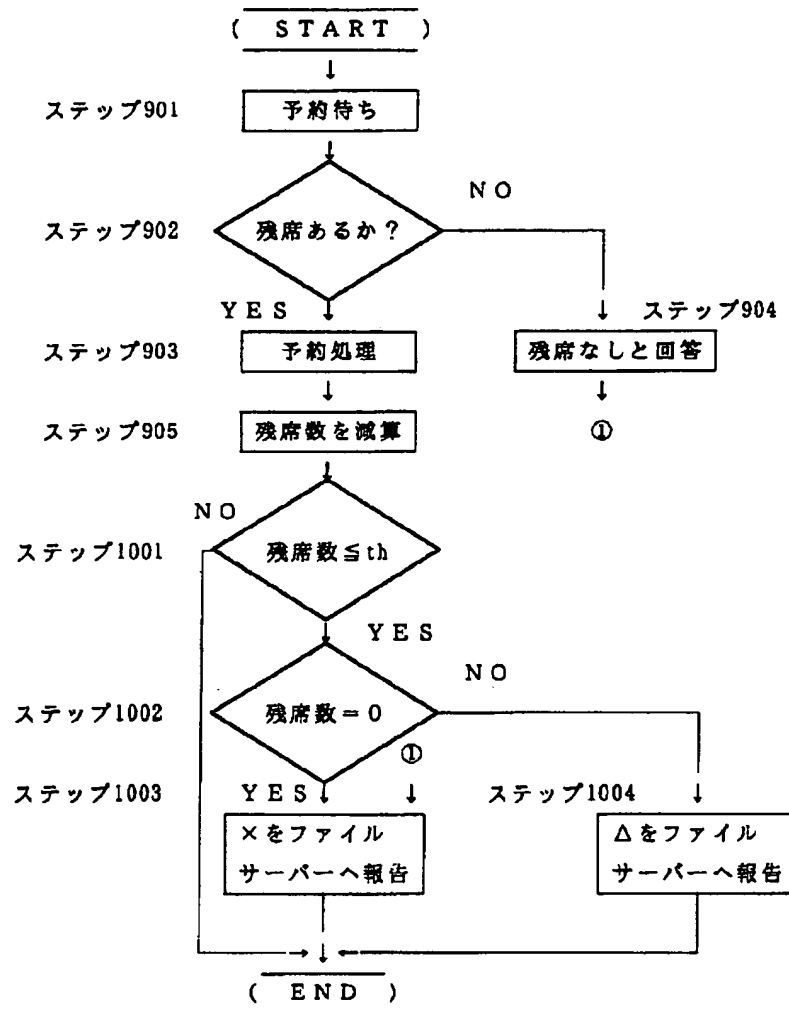 ( START )
ステップ901
予約待ち
NO
ステップ902
残席あるか?
YES
ステップ904
ステップ903
予約処理
残席なしと回答
ステップ905
残席数を減算
①
NO
ステップ1001
残席数≦th
YES
NO
ステップ1002
残席数=0
①
ステップ1003
YES
ステップ1004
×をファイル
サーバーへ報告
△をファイル
サーバーへ報告
( END )